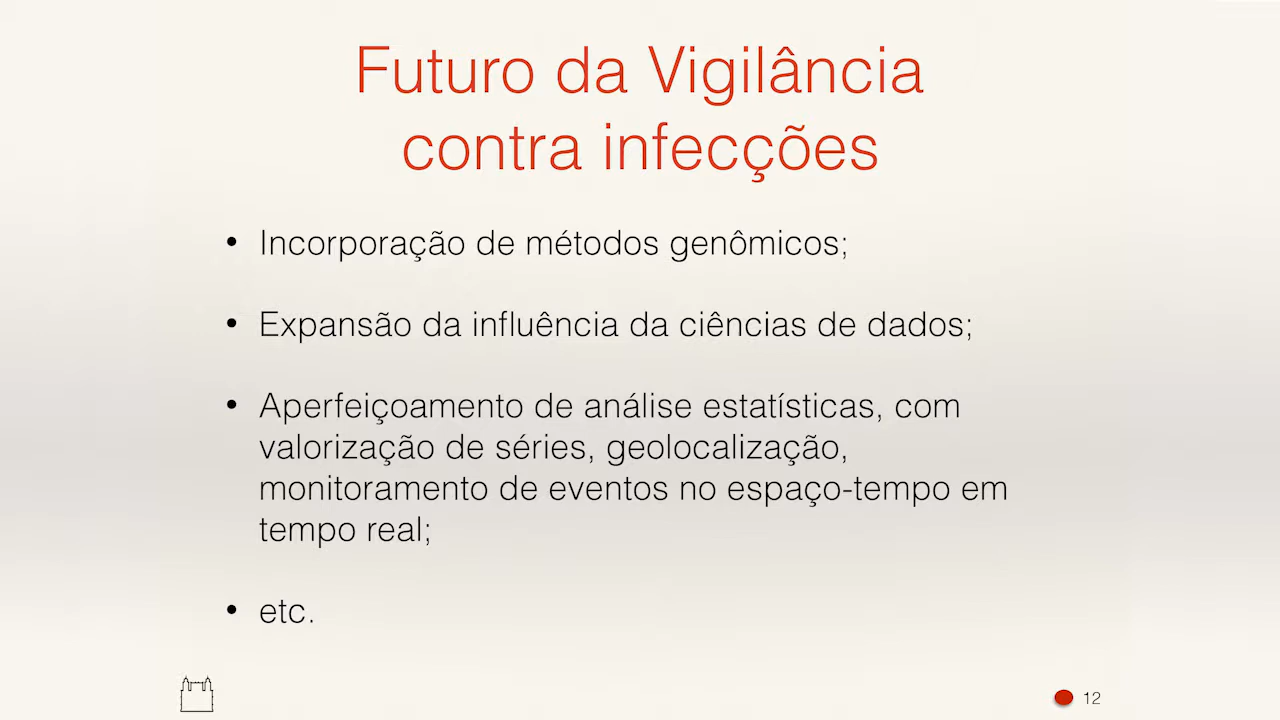 Futuro da Vigilância
contra infecções
• Incorporação de métodos genômicos;
• Expansão da influência da ciências de dados;
• Aperfeiçoamento de análise estatísticas, com
valorização de séries, geolocalização,
monitoramento de eventos no espaço-tempo em
tempo real;
• etc.
12